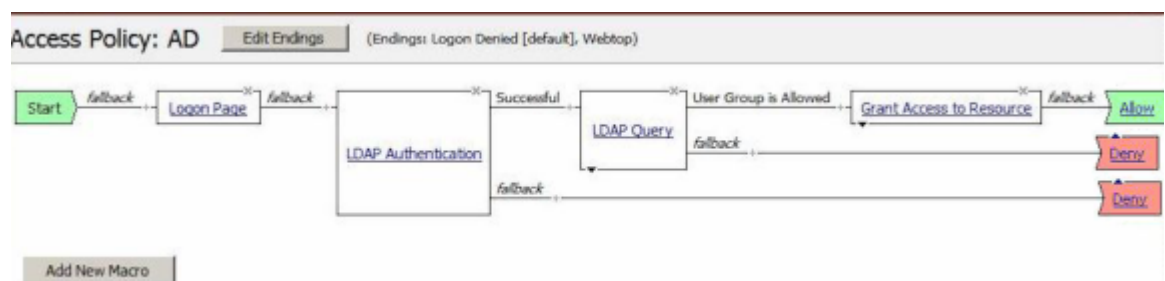 Access Policy: AD Edit Endings (Endings: Logon Denied [default], Webtop)
Start fallback + Logon Page fallback + LDAP Authentication Successful + LDAP Query User Group is Allowed + Grant Access to Resource fallback Allow
fallback + Deny
fallback + Deny
Add New Macro